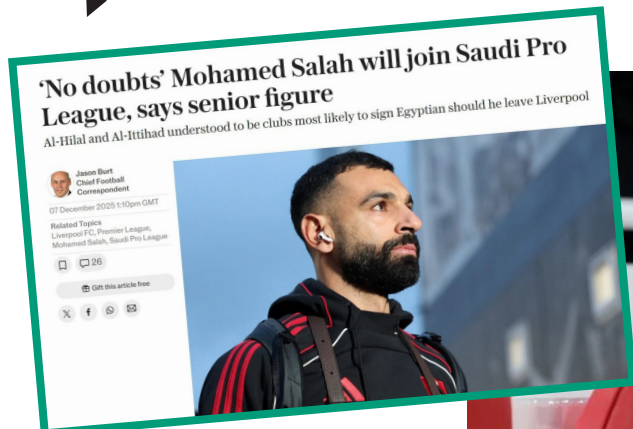 ‘No doubts’ Mohamed Salah will join Saudi Pro
League, says senior figure
Al-Hilal and Al-Ittihad understood to be clubs most likely to sign Egyptian should he leave Liverpool
Jason Burt
Chief Football
Correspondent
07 December 2025 1:10pm GMT
Related Topics
Liverpool FC, Premier League,
Mohamed Salah, Saudi Pro League
26
Gift this article free